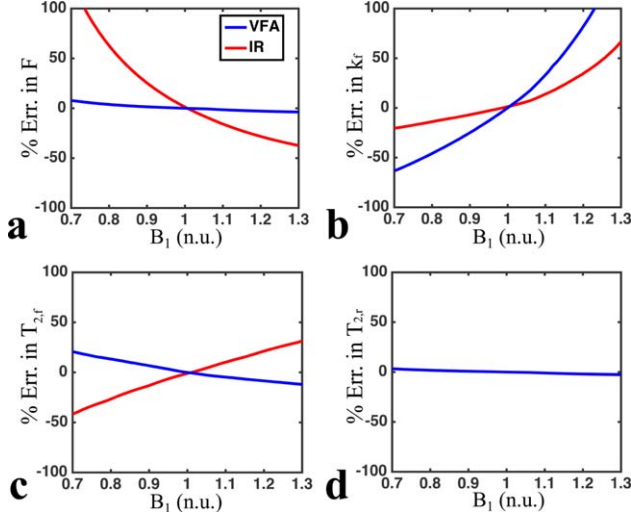 100
50
0
-50
-100
% Err. in F
VFA
IR
0.7 0.8 0.9 1 1.1 1.2 1.3
B1 (n.u.)
a
100
50
0
-50
-100
% Err. in kf
0.7 0.8 0.9 1 1.1 1.2 1.3
B1 (n.u.)
b
100
50
0
-50
-100
% Err. in T2,f
0.7 0.8 0.9 1 1.1 1.2 1.3
B1 (n.u.)
c
100
50
0
-50
-100
% Err. in T2,r
0.7 0.8 0.9 1 1.1 1.2 1.3
B1 (n.u.)
d